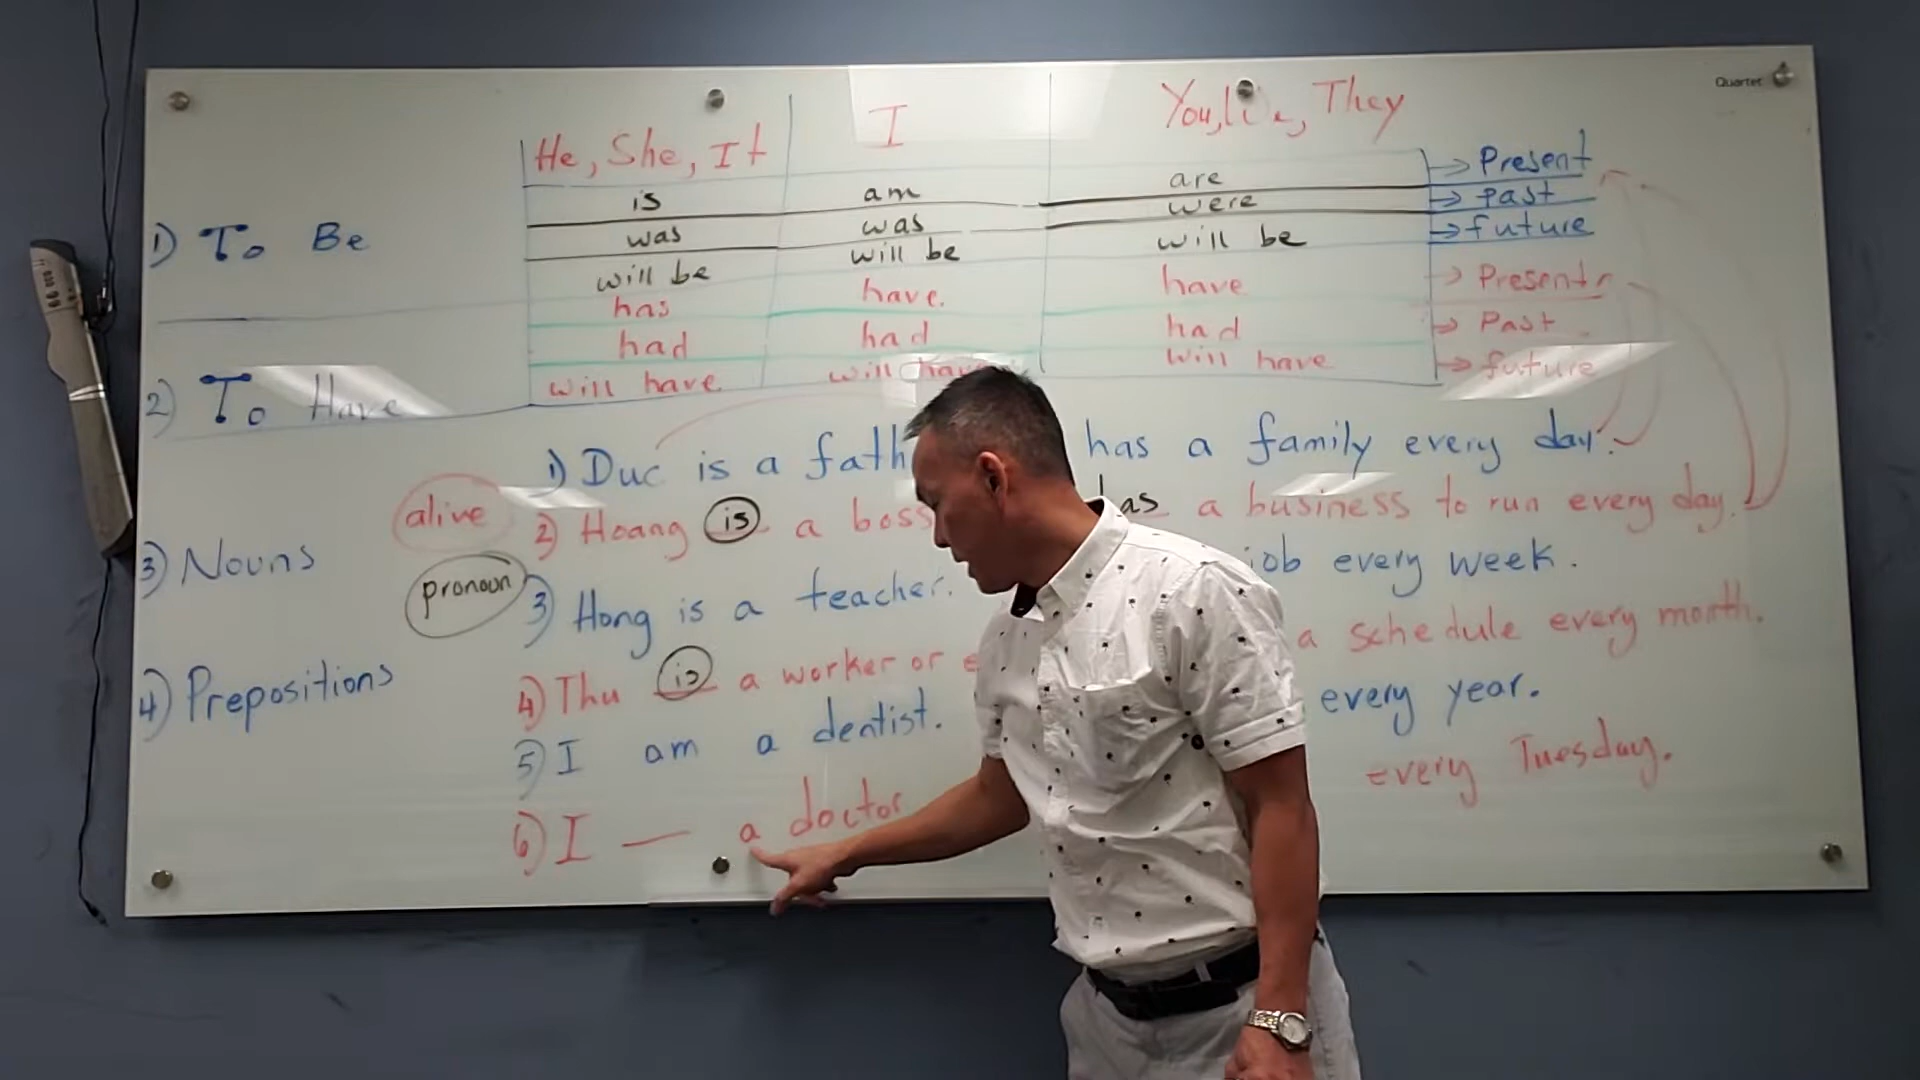 Quartet
He, She, It I You, We, They
1) To Be is am are → Present
was was were → past
will be will be will be → future
has have have → Present
had had had → Past
2) To Have will have will have will have → future
1) Duc is a fath has a family every day.
alive 2) Hoang is a boss has a business to run every day.
3) Nouns pronoun 3) Hong is a teacher. job every week.
4) Prepositions 4) Thu is a worker or a schedule every month.
5) I am a dentist. every year.
6) I — a doctor every Tuesday.